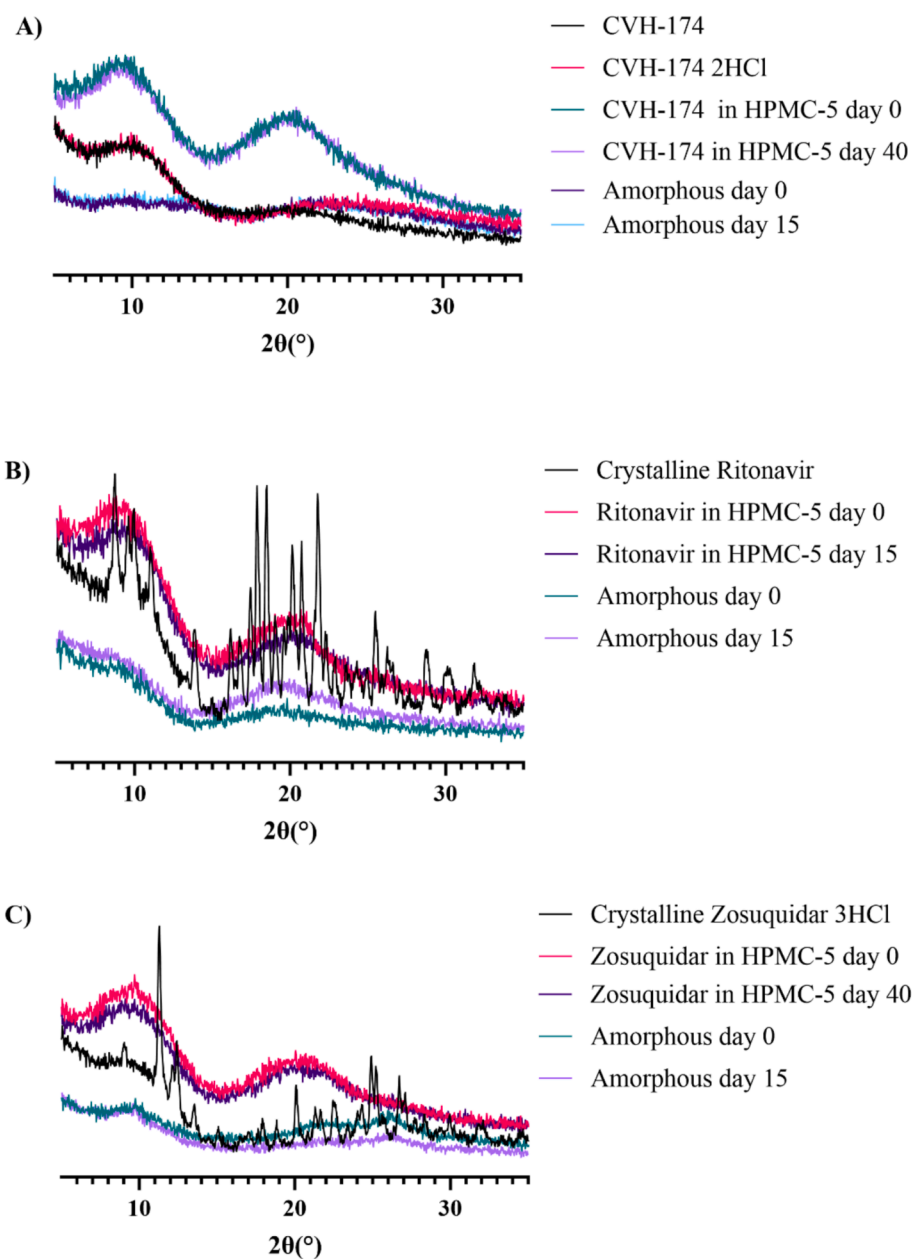 A)
CVH-174
CVH-174 2HCl
CVH-174 in HPMC-5 day 0
CVH-174 in HPMC-5 day 40
Amorphous day 0
Amorphous day 15
10 20 30
2θ(°)
B)
Crystalline Ritonavir
Ritonavir in HPMC-5 day 0
Ritonavir in HPMC-5 day 15
Amorphous day 0
Amorphous day 15
10 20 30
2θ(°)
C)
Crystalline Zosuquidar 3HCl
Zosuquidar in HPMC-5 day 0
Zosuquidar in HPMC-5 day 40
Amorphous day 0
Amorphous day 15
10 20 30
2θ(°)